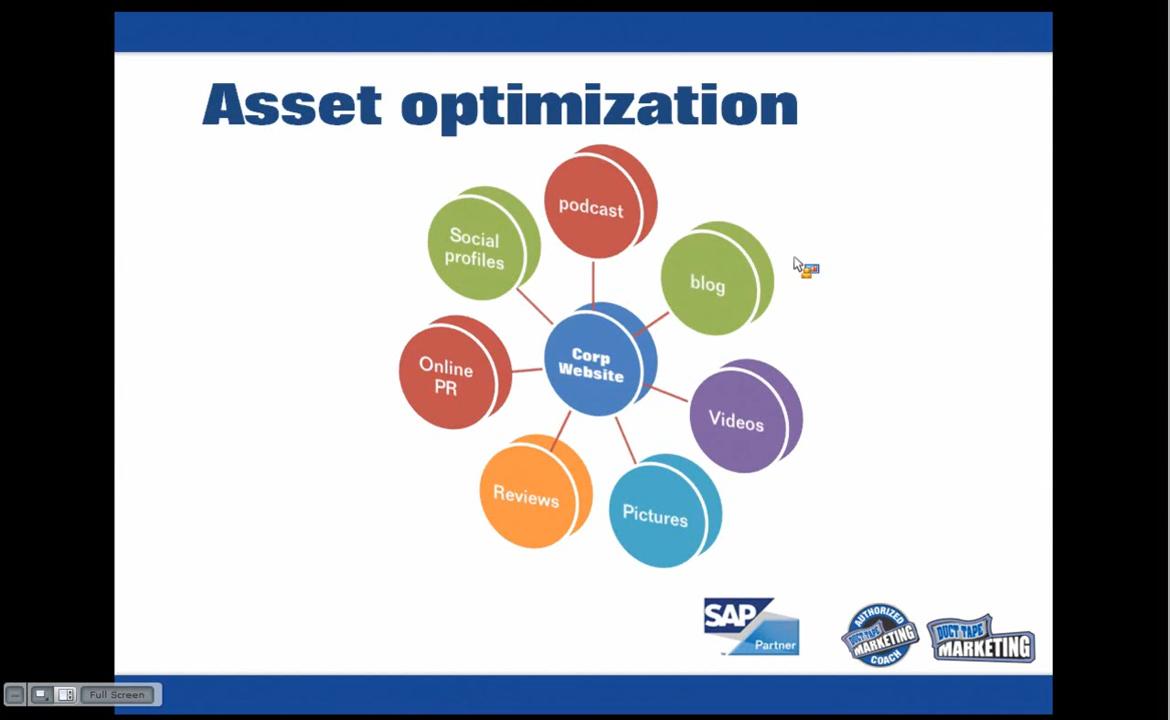 Asset optimization
podcast
blog
Social
profiles
Corp
Website
Online
PR
Videos
Reviews
Pictures
SAP
Partner
AUTHORIZED
DUCT TAPE
MARKETING
COACH
DUCT TAPE
MARKETING
Full Screen